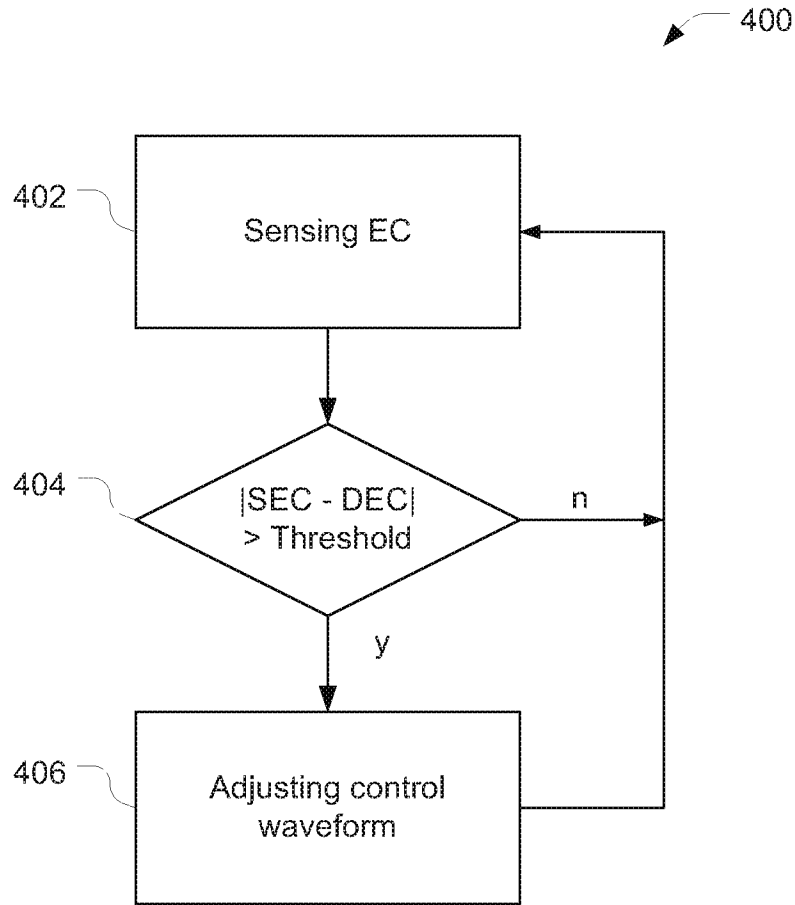 400
402
Sensing EC
404
|SEC - DEC|
> Threshold
n
y
406
Adjusting control
waveform